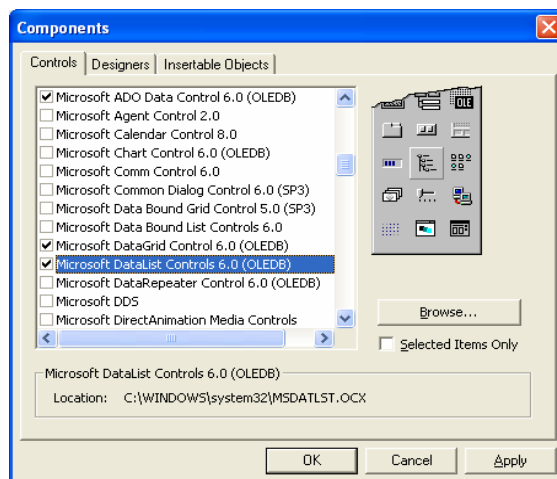 Components
Controls Designers Insertable Objects
Microsoft ADO Data Control 6.0 (OLEDB)
Microsoft Agent Control 2.0
Microsoft Calendar Control 8.0
Microsoft Chart Control 6.0 (OLEDB)
Microsoft Comm Control 6.0
Microsoft Common Dialog Control 6.0 (SP3)
Microsoft Data Bound Grid Control 5.0 (SP3)
Microsoft Data Bound List Controls 6.0
Microsoft DataGrid Control 6.0 (OLEDB)
Microsoft DataList Controls 6.0 (OLEDB)
Microsoft DataRepeater Control 6.0 (OLEDB)
Microsoft DDS
Microsoft DirectAnimation Media Controls
OLE
Browse...
Selected Items Only
Microsoft DataList Controls 6.0 (OLEDB)
Location: C:\WINDOWS\system32\MSDATLST.OCX
OK Cancel Apply